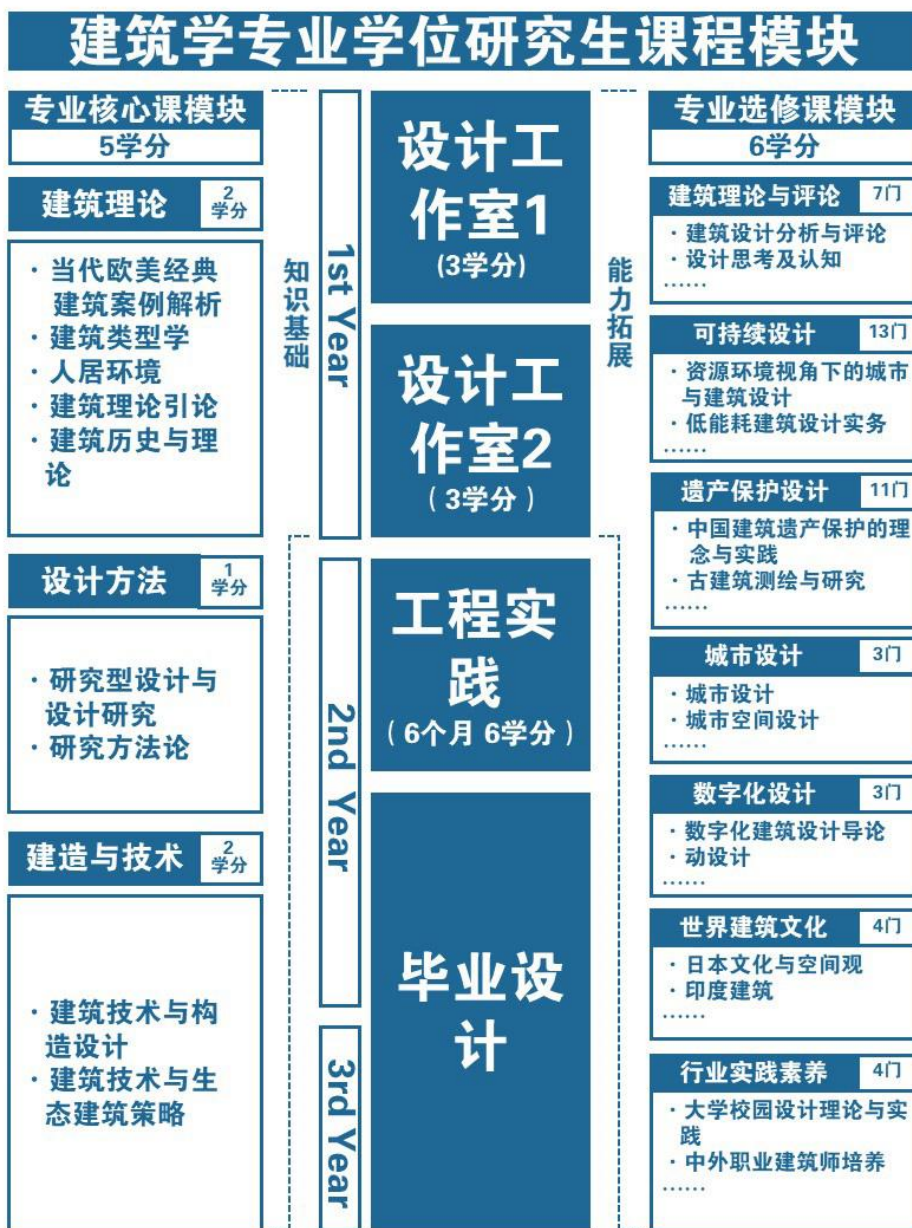 建筑学专业学位研究生课程模块
专业核心课模块
5学分
建筑理论
2
学分
· 当代欧美经典
建筑案例解析
· 建筑类型学
· 人居环境
· 建筑理论引论
· 建筑历史与理
论
设计方法
1
学分
· 研究型设计与
设计研究
· 研究方法论
建造与技术
2
学分
· 建筑技术与构
造设计
· 建筑技术与生
态建筑策略
知识基础
1st Year
2nd Year
3rd Year
设计工
作室1
(3学分)
设计工
作室2
(3学分)
工程实
践
(6个月 6学分)
毕业设
计
能力拓展
专业选修课模块
6学分
建筑理论与评论
7门
· 建筑设计分析与评论
· 设计思考及认知
······
可持续设计
13门
· 资源环境视角下的城市
与建筑设计
· 低能耗建筑设计实务
······
遗产保护设计
11门
· 中国建筑遗产保护的理
念与实践
· 古建筑测绘与研究
······
城市设计
3门
· 城市设计
· 城市空间设计
······
数字化设计
3门
· 数字化建筑设计导论
· 动设计
······
世界建筑文化
4门
· 日本文化与空间观
· 印度建筑
······
行业实践素养
4门
· 大学校园设计理论与实
践
· 中外职业建筑师培养
······